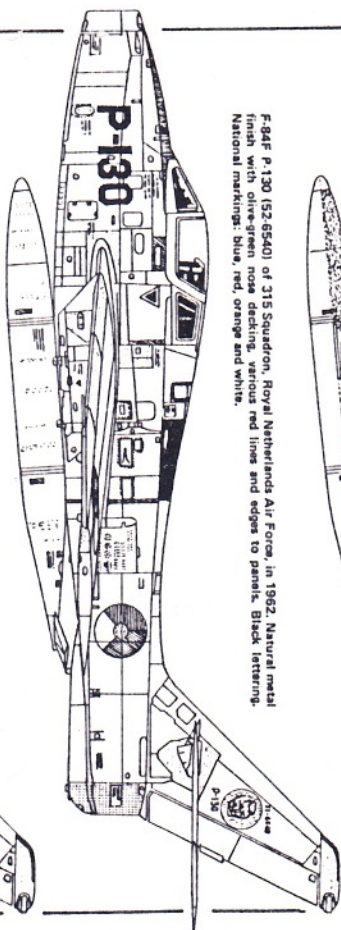 F-84F P-130 (52-6540) of 315 Squadron, Royal Netherlands Air Force, in 1962. Natural metal
finish with olive-green nose decking, various red lines and edges to panels. Black lettering.
National markings: blue, red, orange and white.
P-130
P-130